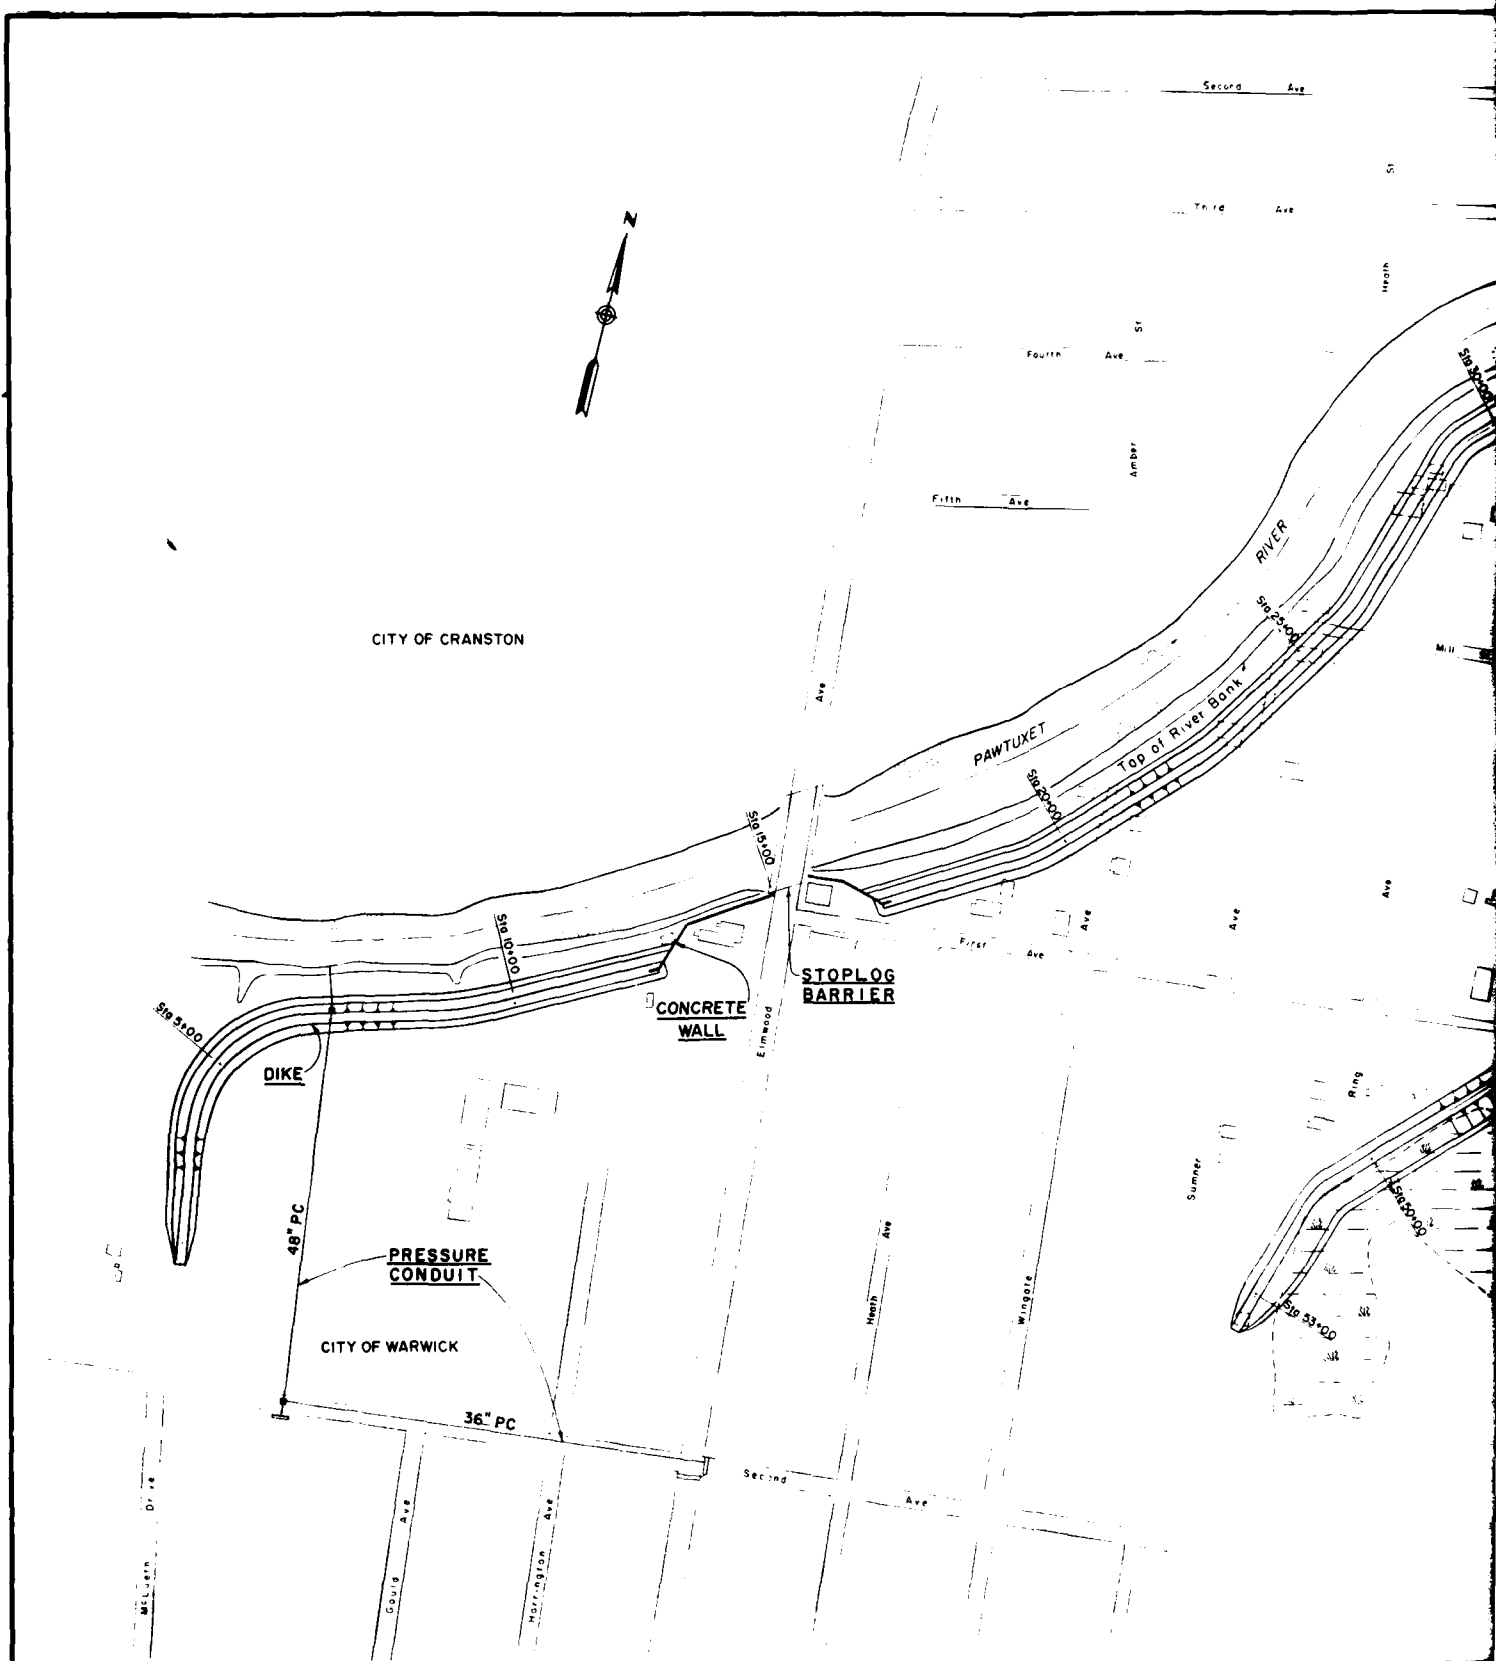 Second Ave
St
Third Ave
N
Heath
St
Fourth Ave
Sta 30+00
Amber
Fifth Ave
RIVER
Sta 25+00
CITY OF CRANSTON
Mill
Ave
Top of River Bank
PAWTUXET
Sta 20+00
Sta 15+00
Ave
Ave
Ave
Sta 10+00
First Ave
STOPLOG
BARRIER
CONCRETE
WALL
Sta 5+00
Elmwood
DIKE
Ring
Sumner
Sta 50+00
48" PC
Ave
PRESSURE
CONDUIT
Heath
Wingate
Sta 53+00
CITY OF WARWICK
36" PC
Second Ave
Drive
Ave
Ave
Gould
Harrington